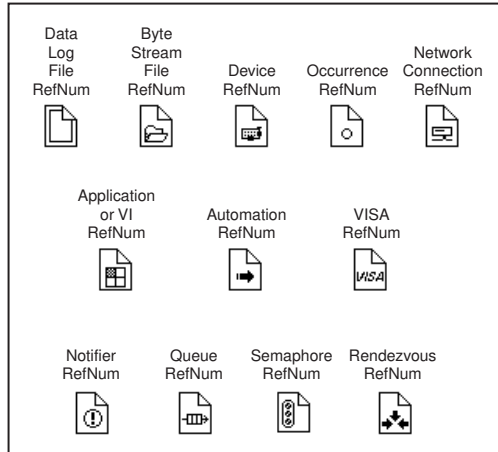 Data
Log
File
RefNum
Byte
Stream
File
RefNum
Device
RefNum
Occurrence
RefNum
Network
Connection
RefNum
Application
or VI
RefNum
Automation
RefNum
VISA
RefNum
VISA
Notifier
RefNum
Queue
RefNum
Semaphore
RefNum
Rendezvous
RefNum